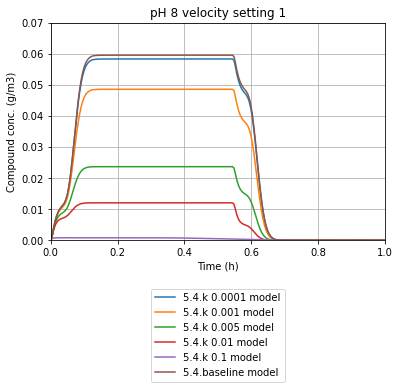 pH 8 velocity setting 1
Compound conc. (g/m3)
0.07
0.06
0.05
0.04
0.03
0.02
0.01
0.00
0.0 0.2 0.4 0.6 0.8 1.0
Time (h)
5.4.k 0.0001 model
5.4.k 0.001 model
5.4.k 0.005 model
5.4.k 0.01 model
5.4.k 0.1 model
5.4.baseline model